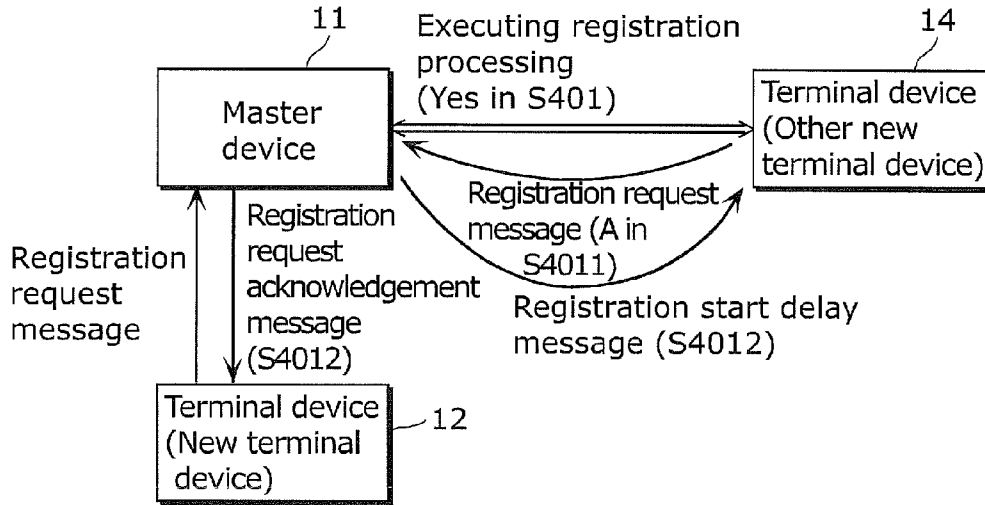 11
Master
device
Executing registration
processing
(Yes in S401)
14
Terminal device
(Other new
terminal device)
Registration request
message (A in
S4011)
Registration start delay
message (S4012)
Registration
request
acknowledgement
message
(S4012)
Registration
request
message
Terminal device
(New terminal
device)
12